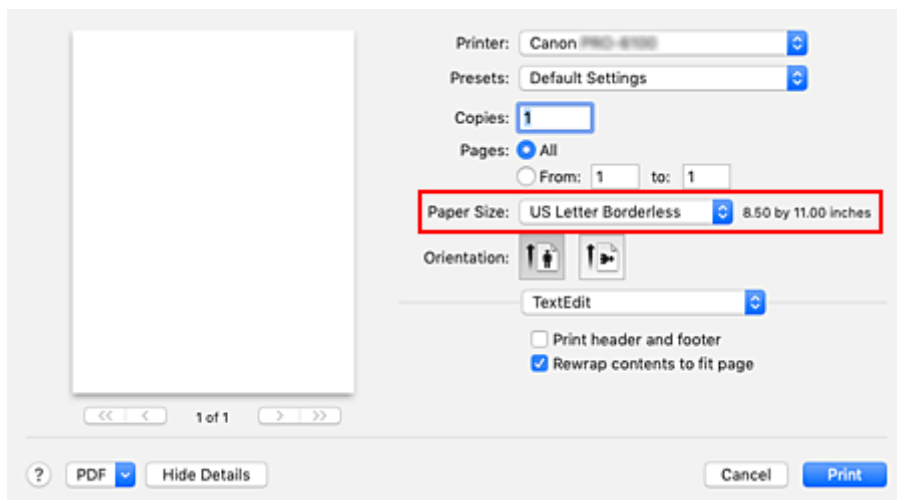 Printer: Canon
Presets: Default Settings
Copies: 1
Pages: All
From: 1 to: 1
Paper Size: US Letter Borderless 8.50 by 11.00 inches
Orientation:
TextEdit
Print header and footer
Rewrap contents to fit page
<< < 1 of 1 > >>
? PDF Hide Details Cancel Print